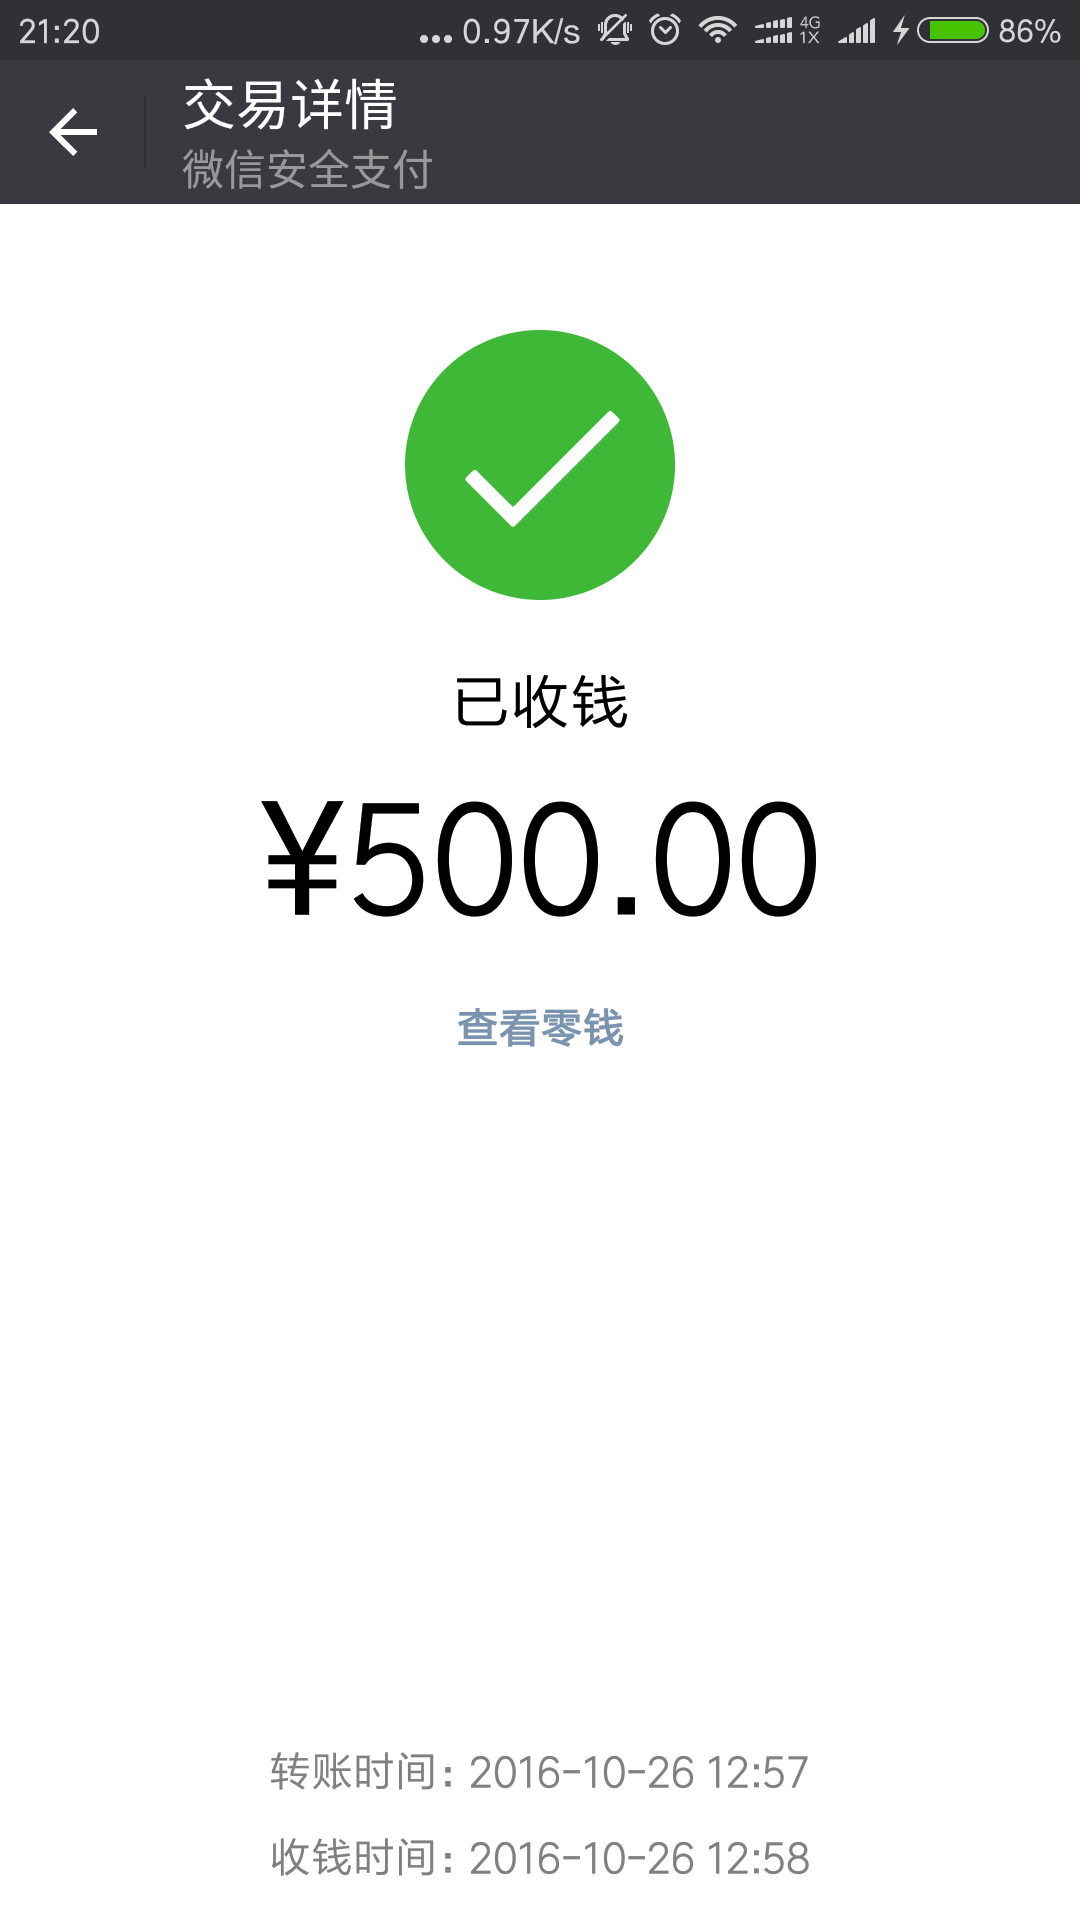 21:20 ... 0.97K/s 4G 1X 86%
交易详情
微信安全支付
已收钱
¥500.00
查看零钱
转账时间：2016-10-26 12:57
收钱时间：2016-10-26 12:58